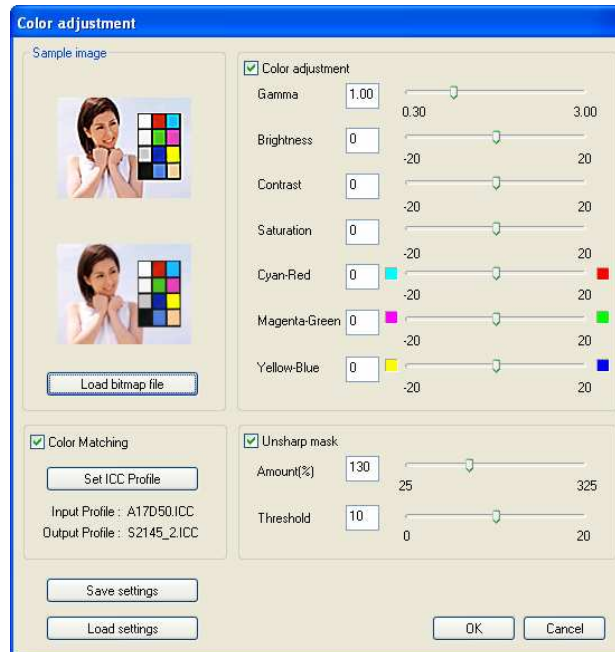 Color adjustment
Sample image
Load bitmap file
Color adjustment
Gamma 1.00
0.30 3.00
Brightness 0
-20 20
Contrast 0
-20 20
Saturation 0
-20 20
Cyan-Red 0
-20 20
Magenta-Green 0
-20 20
Yellow-Blue 0
-20 20
Color Matching
Set ICC Profile
Input Profile : A17D50.ICC
Output Profile : S2145_2.ICC
Unsharp mask
Amount(%) 130
25 325
Threshold 10
0 20
Save settings
Load settings
OK Cancel